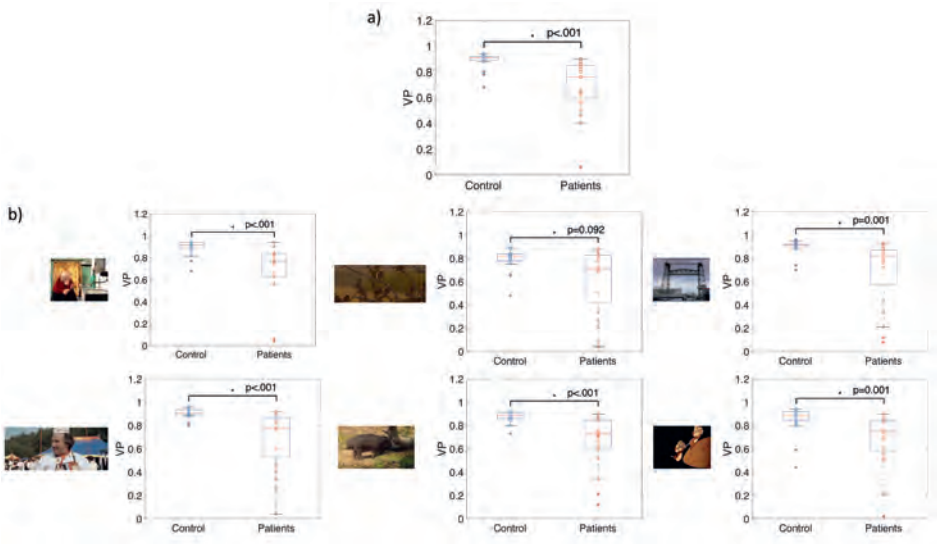 a)
p<.001
1.2
1
0.8
0.6
0.4
0.2
0
VP
Control
Patients
b)
p<.001
1.2
1
0.8
0.6
0.4
0.2
0
VP
Control
Patients
p=0.092
1.2
1
0.8
0.6
0.4
0.2
0
VP
Control
Patients
p=0.001
1.2
1
0.8
0.6
0.4
0.2
0
VP
Control
Patients
p<.001
1.2
1
0.8
0.6
0.4
0.2
0
VP
Control
Patients
p<.001
1.2
1
0.8
0.6
0.4
0.2
0
VP
Control
Patients
p=0.001
1.2
1
0.8
0.6
0.4
0.2
0
VP
Control
Patients